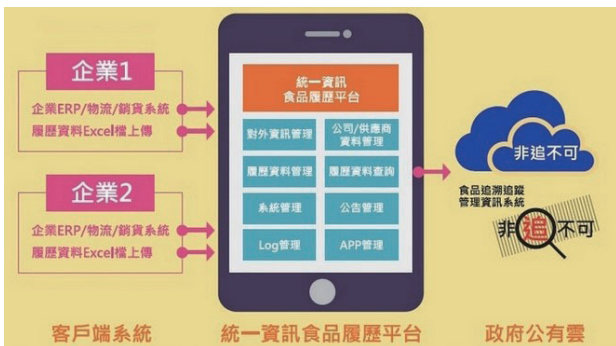 企業1
企業ERP/物流/銷貨系統
履歷資料Excel檔上傳
企業2
企業ERP/物流/銷貨系統
履歷資料Excel檔上傳
統一資訊
食品履歷平台
對外資訊管理
公司/供應商
資料管理
履歷資料管理
履歷資料查詢
系統管理
公告管理
Log管理
APP管理
非追不可
食品追溯追蹤
管理資訊系統
非追不可
客戶端系統
統一資訊食品履歷平台
政府公有雲